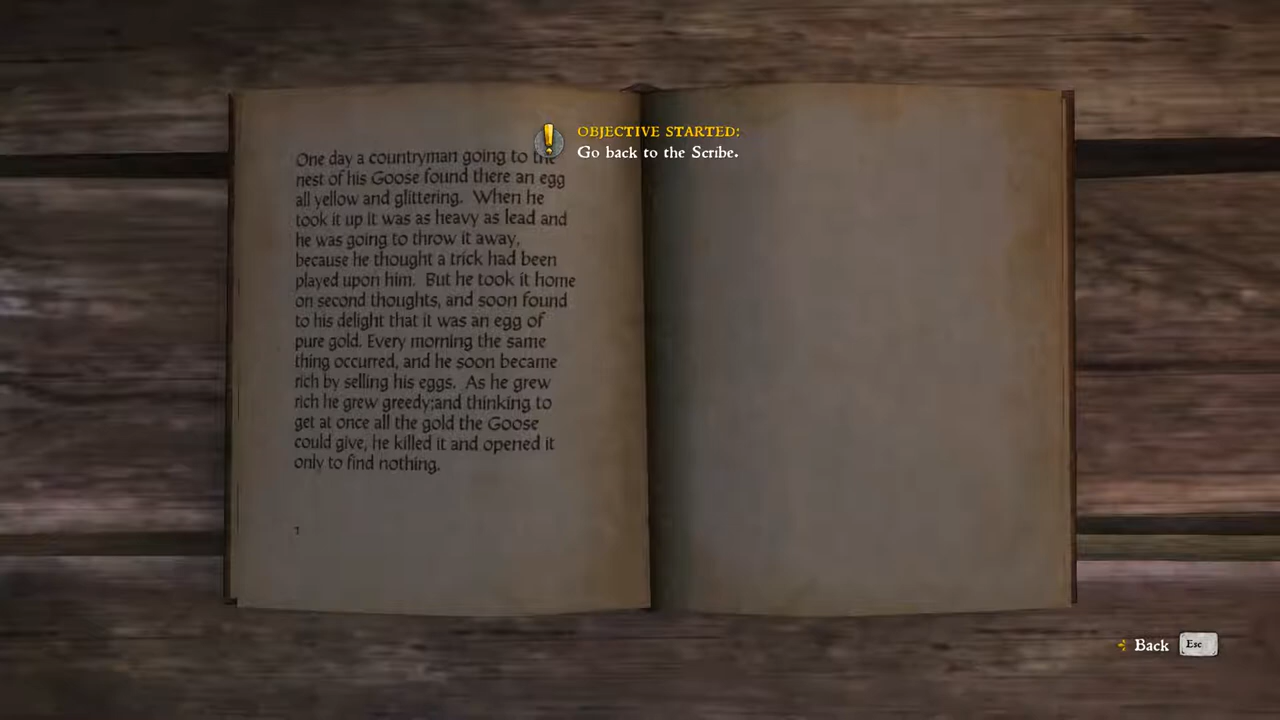 OBJECTIVE STARTED:
Go back to the Scribe.
One day a countryman going to the
nest of his Goose found there an egg
all yellow and glittering. When he
took it up it was as heavy as lead and
he was going to throw it away,
because he thought a trick had been
played upon him. But he took it home
on second thoughts, and soon found
to his delight that it was an egg of
pure gold. Every morning the same
thing occurred, and he soon became
rich by selling his eggs. As he grew
rich he grew greedy;and thinking to
get at once all the gold the Goose
could give, he killed it and opened it
only to find nothing.
1
Back Esc